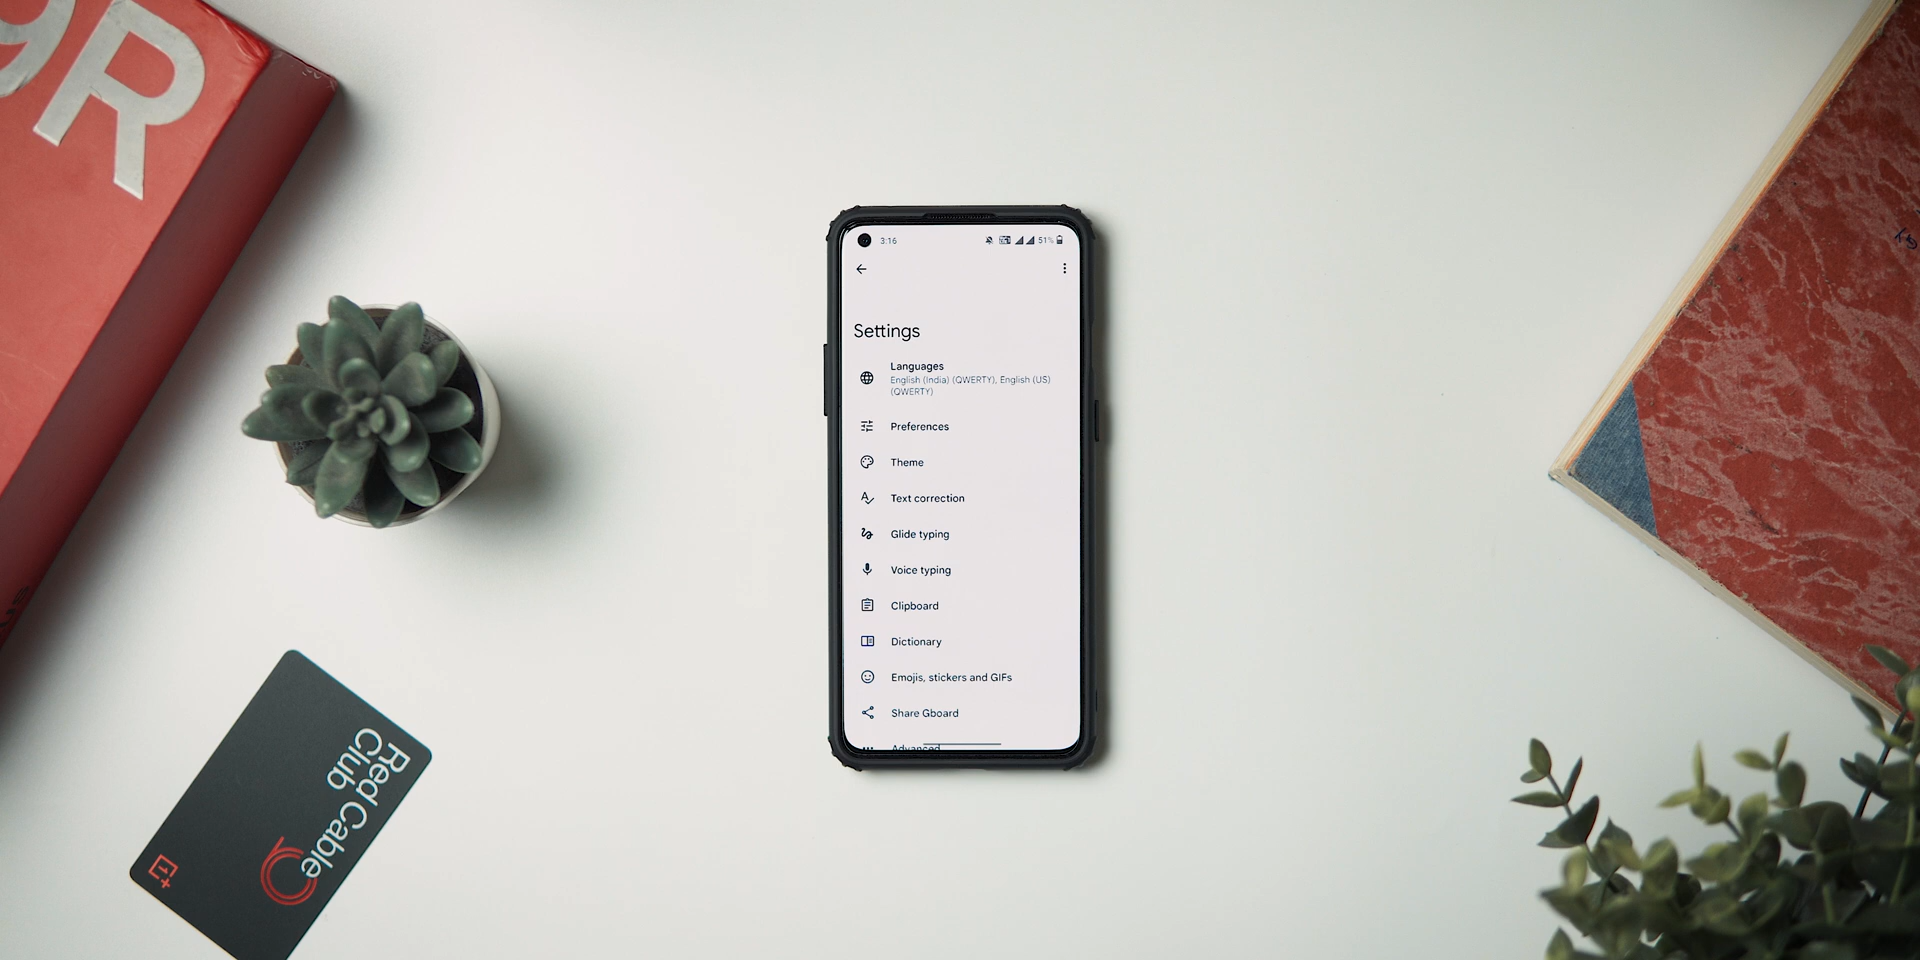 9R
3:16
51%
Settings
Languages
English (India) (QWERTY), English (US)
(QWERTY)
Preferences
Theme
Text correction
Glide typing
Voice typing
Clipboard
Dictionary
Emojis, stickers and GIFs
Share Gboard
Advanced
Red Cable
Club